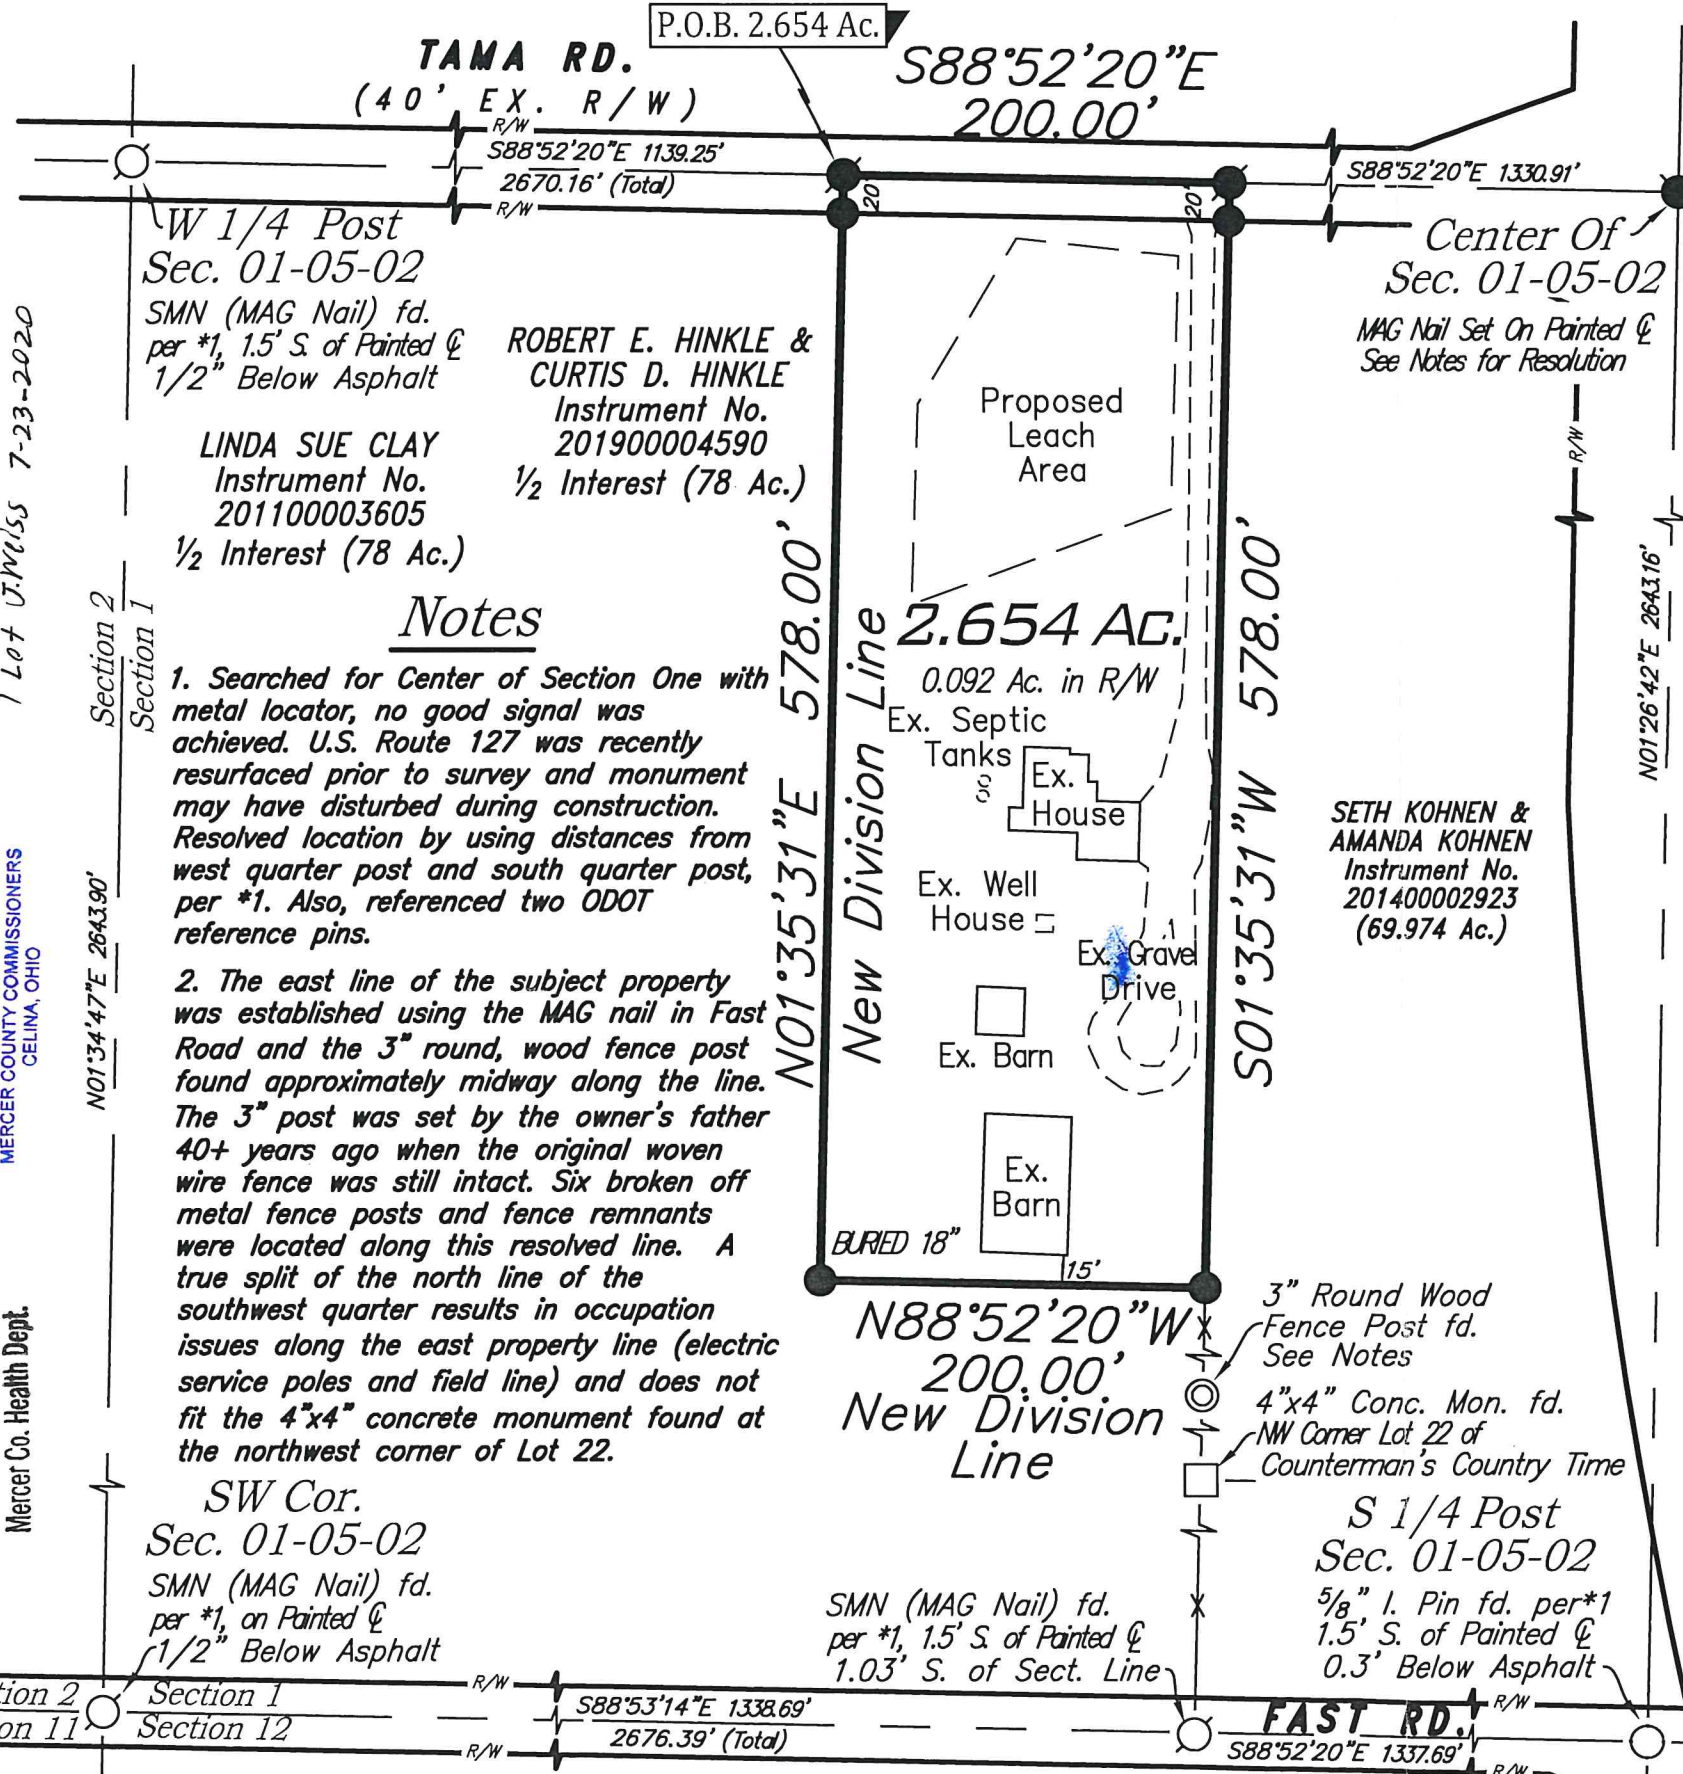 P.O.B. 2.654 Ac.
TAMA RD.
(40' EX. R/W)
S88°52'20"E
200.00'
R/W
S88°52'20"E 1139.25'
2670.16' (Total)
R/W
20'
20'
S88°52'20"E 1330.91'
W 1/4 Post
Sec. 01-05-02
SMN (MAG Nail) fd.
per *1, 1.5' S. of Painted ℄
1/2" Below Asphalt
Center Of
Sec. 01-05-02
MAG Nail Set On Painted ℄
See Notes for Resolution
ROBERT E. HINKLE &
CURTIS D. HINKLE
Instrument No.
201900004590
½ Interest (78 Ac.)
LINDA SUE CLAY
Instrument No.
201100003605
½ Interest (78 Ac.)
1 Lot J.Weiss 7-23-2020
MERCER COUNTY COMMISSIONERS
CELINA, OHIO
Mercer Co. Health Dept.
Section 2
Section 1
N01°34'47"E 2643.90'
Notes
1. Searched for Center of Section One with
metal locator, no good signal was
achieved. U.S. Route 127 was recently
resurfaced prior to survey and monument
may have disturbed during construction.
Resolved location by using distances from
west quarter post and south quarter post,
per *1. Also, referenced two ODOT
reference pins.
2. The east line of the subject property
was established using the MAG nail in Fast
Road and the 3" round, wood fence post
found approximately midway along the line.
The 3" post was set by the owner's father
40+ years ago when the original woven
wire fence was still intact. Six broken off
metal fence posts and fence remnants
were located along this resolved line. A
true split of the north line of the
southwest quarter results in occupation
issues along the east property line (electric
service poles and field line) and does not
fit the 4"x4" concrete monument found at
the northwest corner of Lot 22.
N01°35'31"E 578.00'
New Division Line
Proposed
Leach
Area
2.654 AC.
0.092 Ac. in R/W
Ex. Septic
Tanks
Ex.
House
Ex. Well
House
Ex. Gravel
Drive
Ex. Barn
Ex.
Barn
BURIED 18"
15'
S01°35'31"W 578.00'
SETH KOHNEN &
AMANDA KOHNEN
Instrument No.
201400002923
(69.974 Ac.)
R/W
N01°26'42"E 2643.16'
N88°52'20"W
200.00'
New Division
Line
3" Round Wood
Fence Post fd.
See Notes
4"x4" Conc. Mon. fd.
NW Corner Lot 22 of
Counterman's Country Time
SW Cor.
Sec. 01-05-02
SMN (MAG Nail) fd.
per *1, on Painted ℄
1/2" Below Asphalt
SMN (MAG Nail) fd.
per *1, 1.5' S. of Painted ℄
1.03' S. of Sect. Line
S 1/4 Post
Sec. 01-05-02
5/8" I. Pin fd. per*1
1.5' S. of Painted ℄
0.3' Below Asphalt
tion 2
on 11
Section 1
Section 12
R/W
S88°53'14"E 1338.69'
2676.39' (Total)
R/W
FAST RD.
S88°52'20"E 1337.69'
R/W
R/W